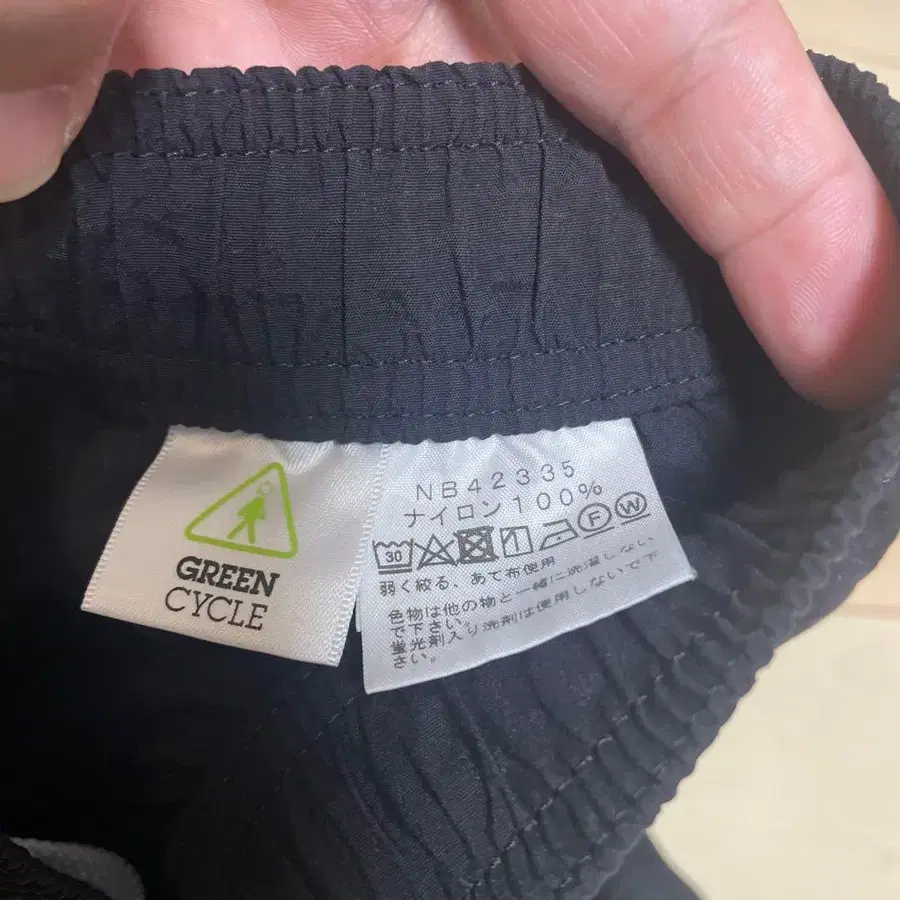 GREEN
CYCLE
NB42335
ナイロン100%
30 F W
弱く絞る、あて布使用
色物は他の物と一緒に洗濯しない
で下さい。
蛍光剤入り洗剤は使用しないで下
さい。